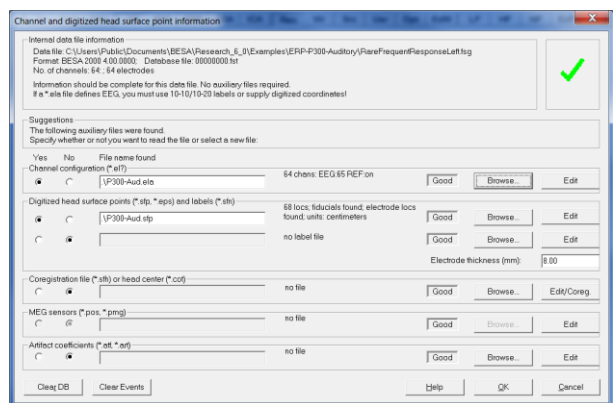 Channel and digitized head surface point information
Internal data file information
Data file: C:\Users\Public\Documents\BESA\Research_6_0\Examples\ERP-P300-Auditory\RareFrequentResponseLeft.fsg
Format: BESA 2000 4.00.0000; Database file: 00000000.fst
No. of channels: 64; ; 64 electrodes
Information should be complete for this data file. No auxiliary files required.
If a *.ela file defines EEG, you must use 10-10/10-20 labels or supply digitized coordinates!
Suggestions
The following auxiliary files were found.
Specify whether or not you want to read the file or select a new file:
Yes No File name found
Channel configuration (*.el?)
.\P300-Aud.ela 64 chans: EEG:65 REF:on Good Browse... Edit
Digitized head surface points (*.sfp, *.eps) and labels (*.sfn)
.\P300-Aud.sfp 68 locs; fiducials found; electrode locs found; units: centimeters Good Browse... Edit
no label file Good Browse... Edit
Electrode thickness (mm): 8.00
Coregistration file (*.sfh) or head center (*.cot)
no file Good Browse... Edit/Coreg.
MEG sensors (*.pos, *.pmg)
no file Good Browse... Edit
Artifact coefficients (*.atf, *.art)
no file Good Browse... Edit
Clear DB Clear Events Help OK Cancel